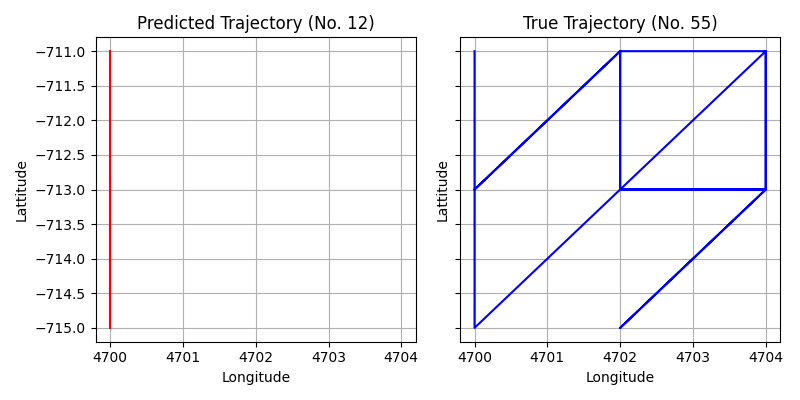 Predicted Trajectory (No. 12)
True Trajectory (No. 55)
−711.0
−711.5
−712.0
−712.5
−713.0
−713.5
−714.0
−714.5
−715.0
Lattitude
Lattitude
4700 4701 4702 4703 4704
4700 4701 4702 4703 4704
Longitude
Longitude